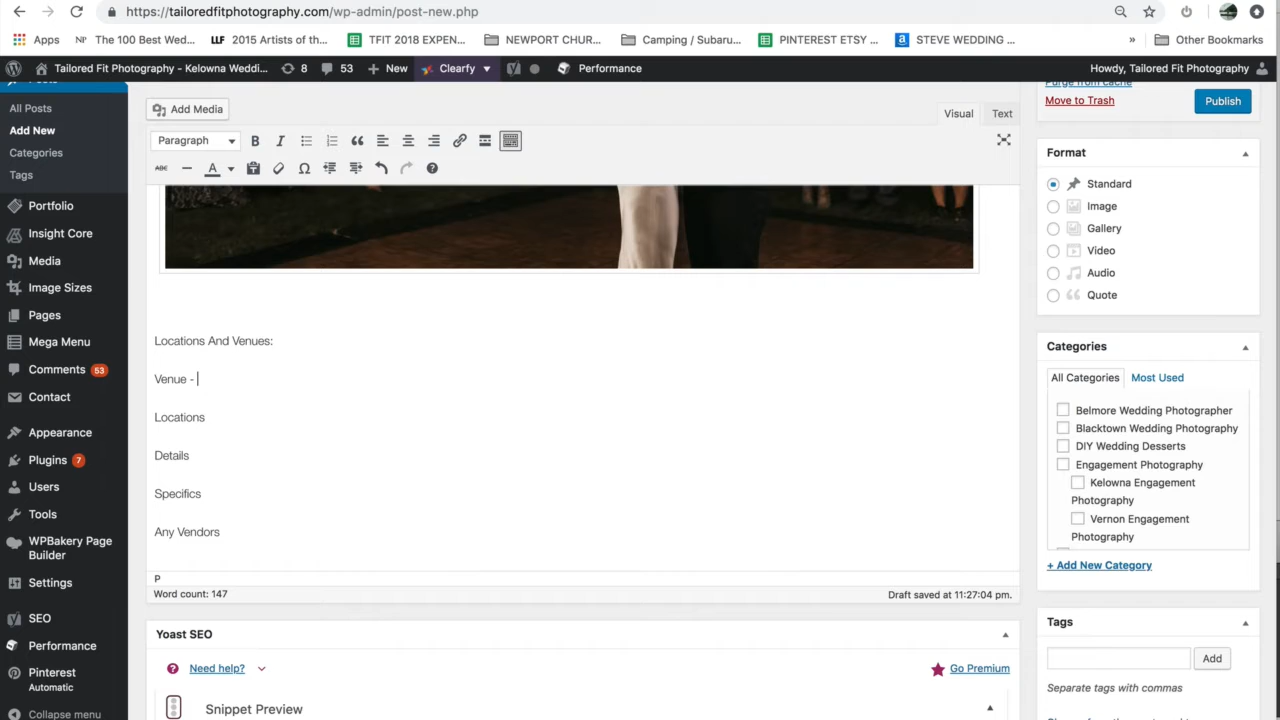 https://tailoredfitphotography.com/wp-admin/post-new.php
Apps
NP The 100 Best Wed...
LLF 2015 Artists of th...
TFIT 2018 EXPEN...
NEWPORT CHUR...
Camping / Subaru...
PINTEREST ETSY ...
STEVE WEDDING ...
»
Other Bookmarks
Tailored Fit Photography - Kelowna Weddi...
8
53
New
Clearfy
Performance
Howdy, Tailored Fit Photography
Posts
All Posts
Add New
Categories
Tags
Portfolio
Insight Core
Media
Image Sizes
Pages
Mega Menu
Comments 53
Contact
Appearance
Plugins 7
Users
Tools
WPBakery Page
Builder
Settings
SEO
Performance
Pinterest
Automatic
Collapse menu
Add Media
Visual
Text
Paragraph
B
I
ABC
A
Locations And Venues:
Venue -
Locations
Details
Specifics
Any Vendors
P
Word count: 147
Draft saved at 11:27:04 pm.
Yoast SEO
Need help?
Go Premium
Snippet Preview
Purge from cache
Move to Trash
Publish
Format
Standard
Image
Gallery
Video
Audio
Quote
Categories
All Categories
Most Used
Belmore Wedding Photographer
Blacktown Wedding Photography
DIY Wedding Desserts
Engagement Photography
Kelowna Engagement
Photography
Vernon Engagement
Photography
+ Add New Category
Tags
Add
Separate tags with commas